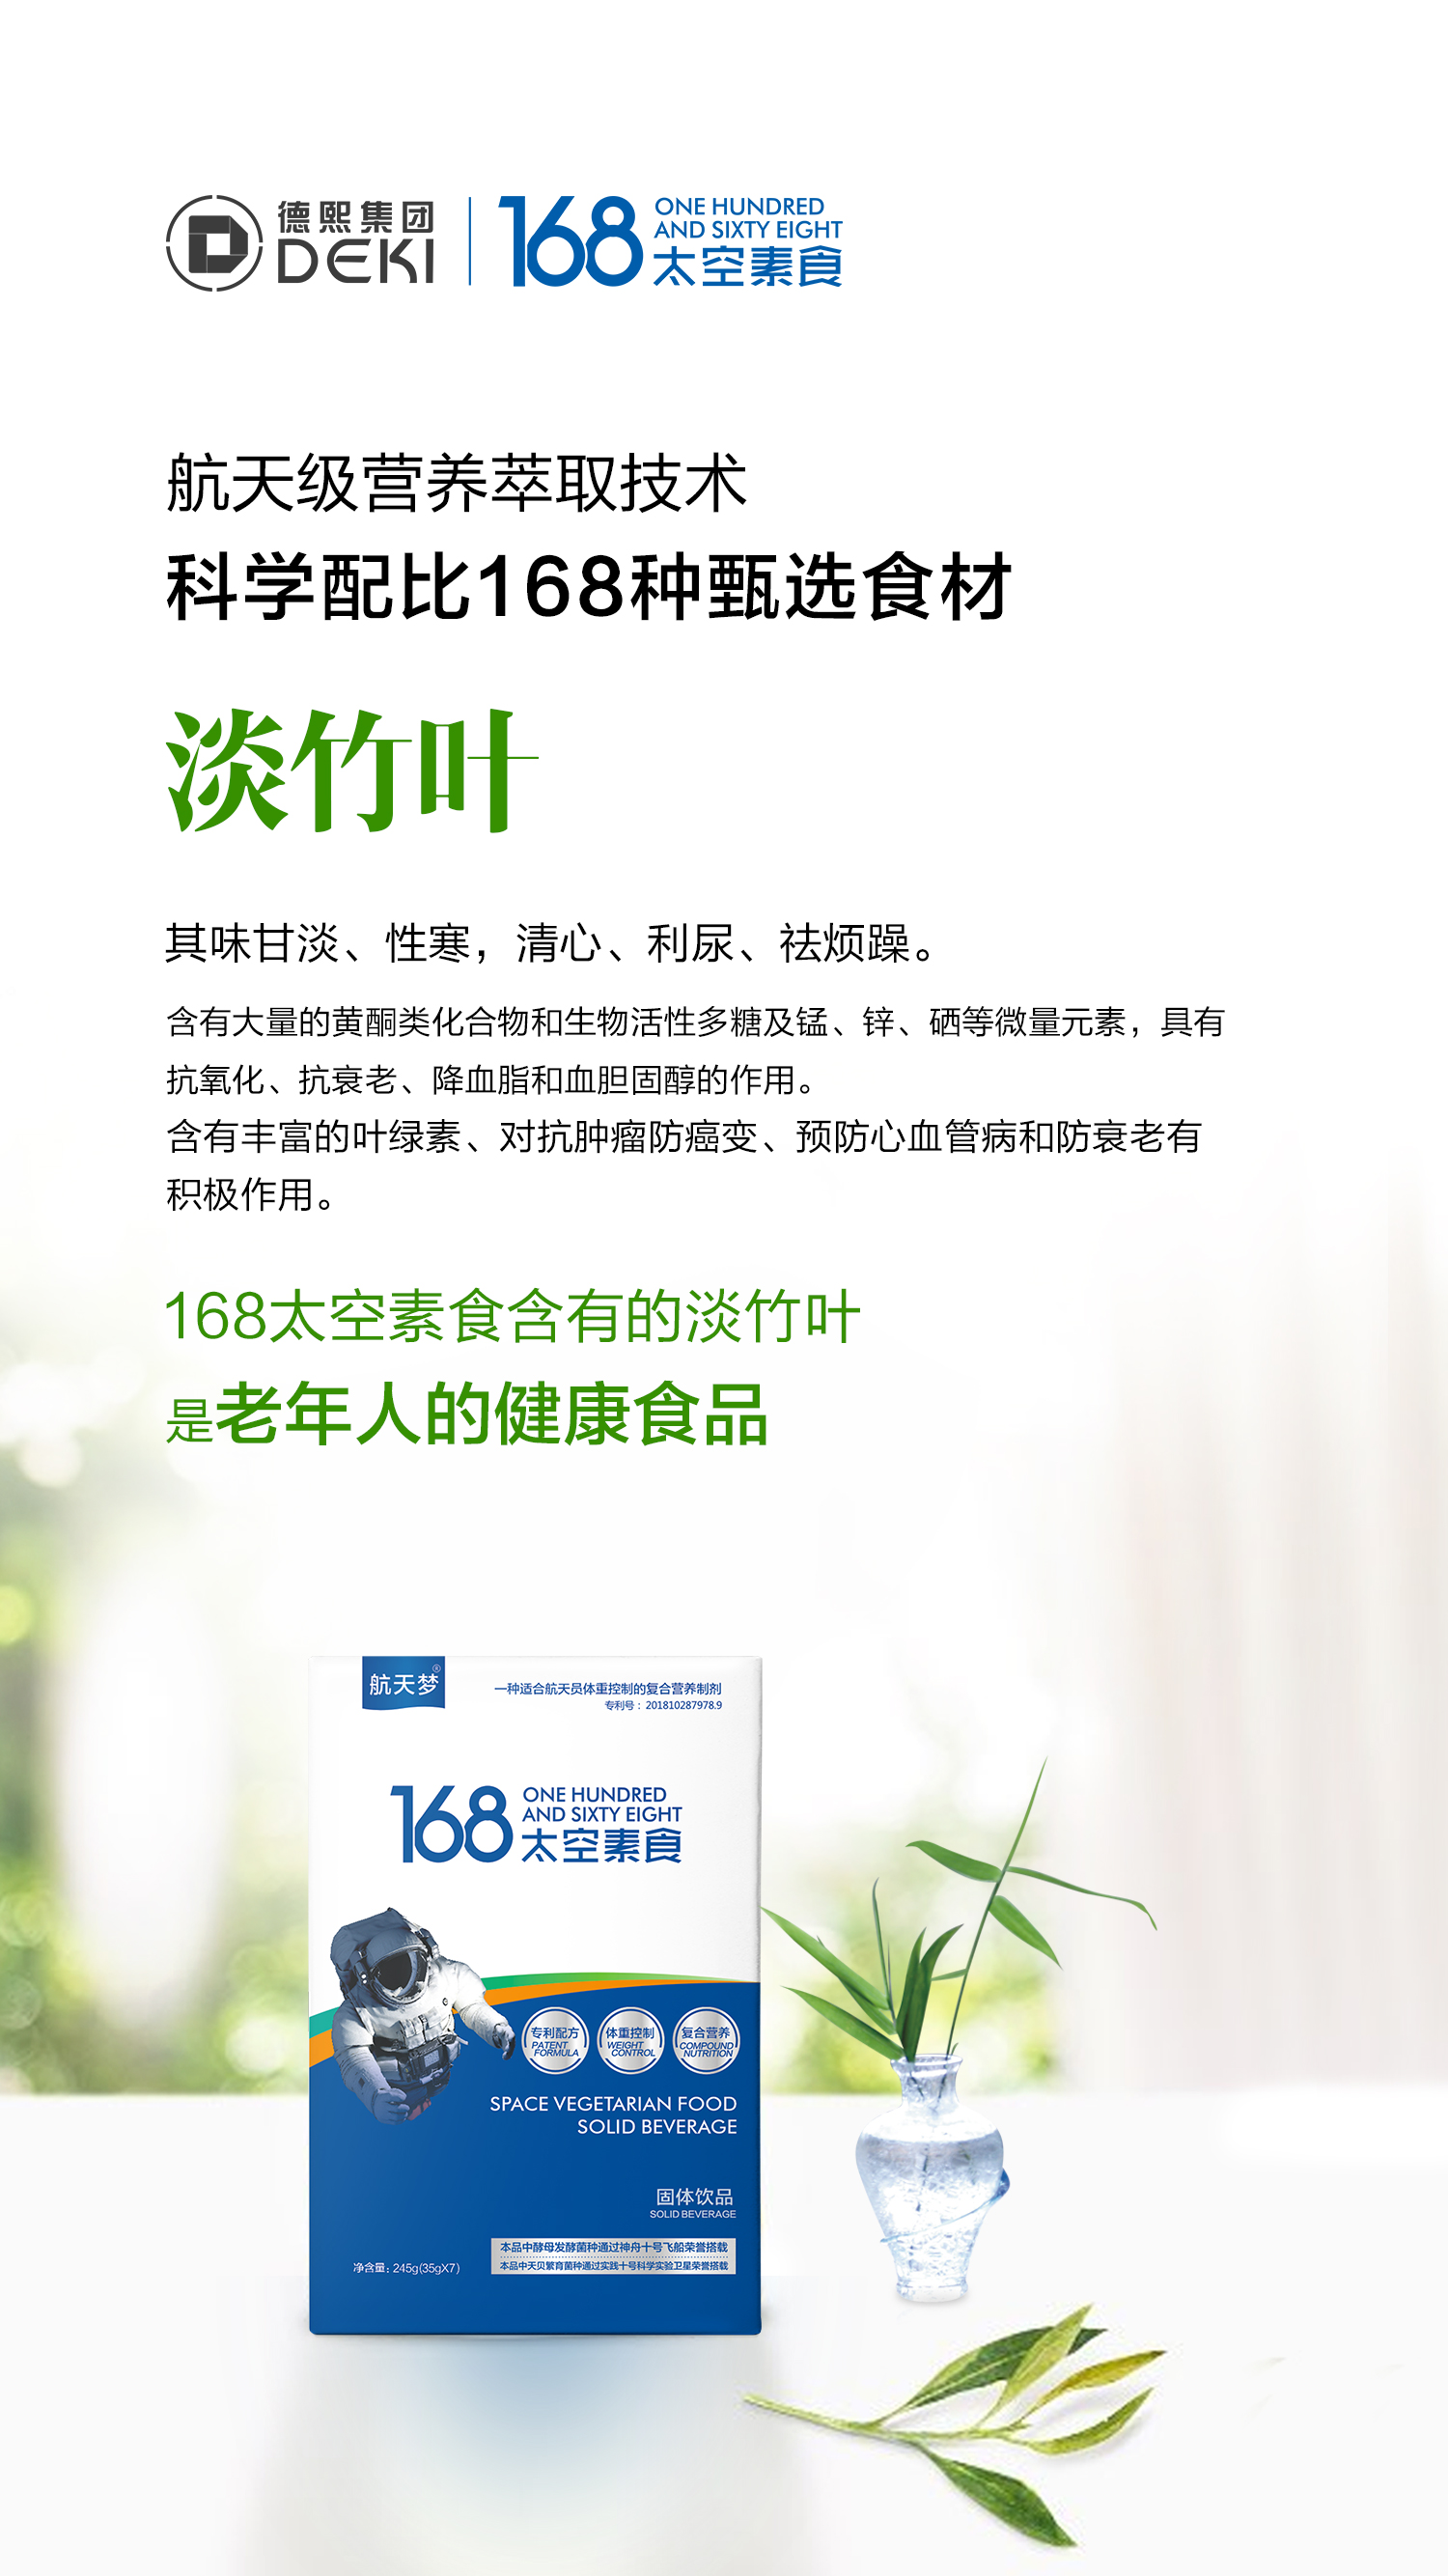 德熙集团
DEKI
168
ONE HUNDRED
AND SIXTY EIGHT
太空素食
航天级营养萃取技术
科学配比168种甄选食材
淡竹叶
其味甘淡、性寒，清心、利尿、祛烦躁。
含有大量的黄酮类化合物和生物活性多糖及锰、锌、硒等微量元素，具有
抗氧化、抗衰老、降血脂和血胆固醇的作用。
含有丰富的叶绿素、对抗肿瘤防癌变、预防心血管病和防衰老有
积极作用。
168太空素食含有的淡竹叶
是老年人的健康食品
航天梦®
一种适合航天员体重控制的复合营养制剂
专利号：201810287978.9
168
ONE HUNDRED
AND SIXTY EIGHT
太空素食
专利配方
PATENT
FORMULA
体重控制
WEIGHT
CONTROL
复合营养
COMPOUND
NUTRITION
SPACE VEGETARIAN FOOD
SOLID BEVERAGE
固体饮品
SOLID BEVERAGE
本品中酵母发酵菌种通过神舟十号飞船荣誉搭载
本品中天贝繁育菌种通过实践十号科学实验卫星荣誉搭载
净含量：245g(35gX7)